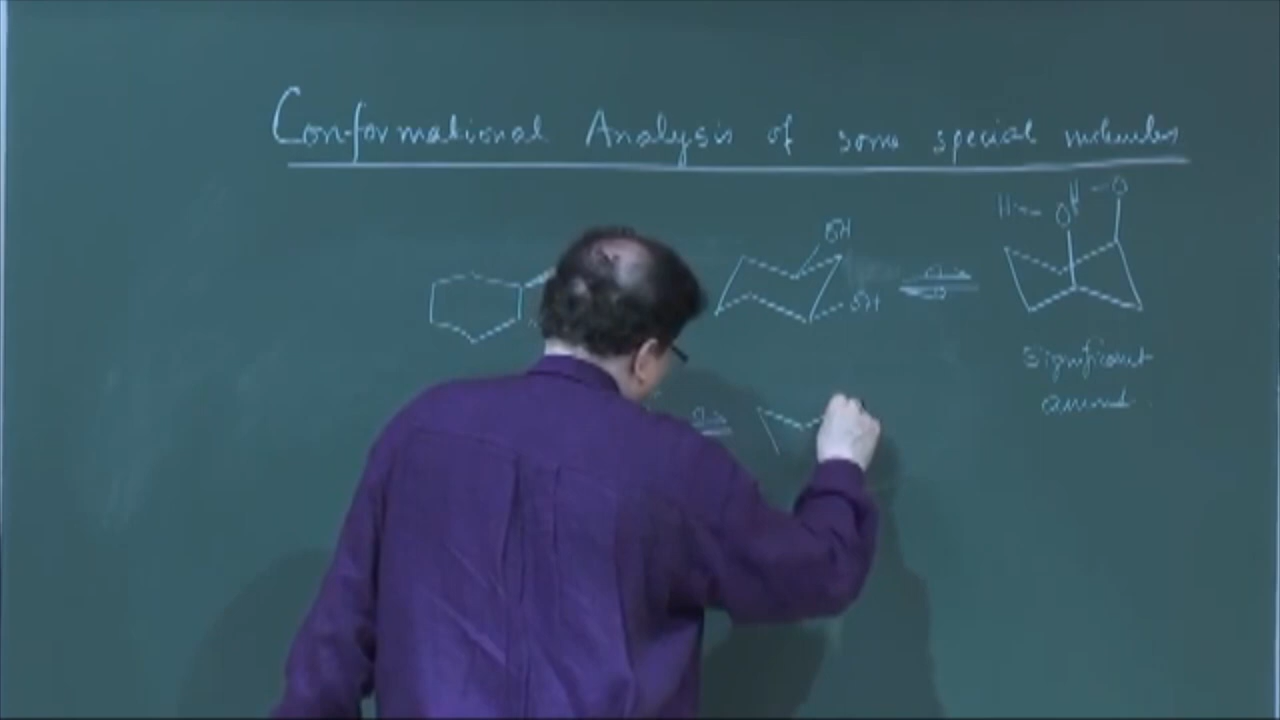 Conformational Analysis of some special molecules
H O H O
OH
OH
Significant
amount.